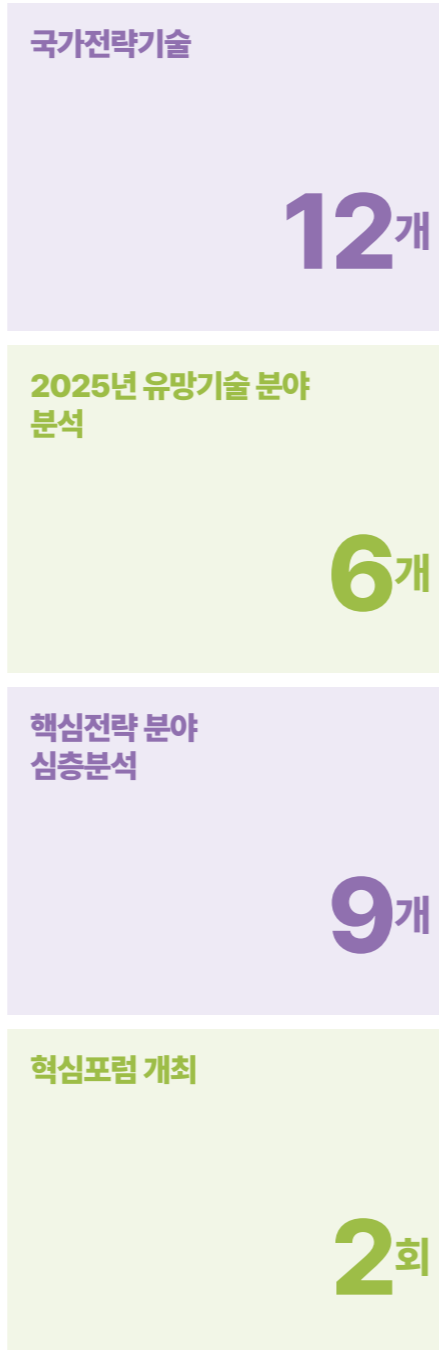 국가전략기술
12개
2025년 유망기술 분야
분석
6개
핵심전략 분야
심층분석
9개
혁심포럼 개최
2회